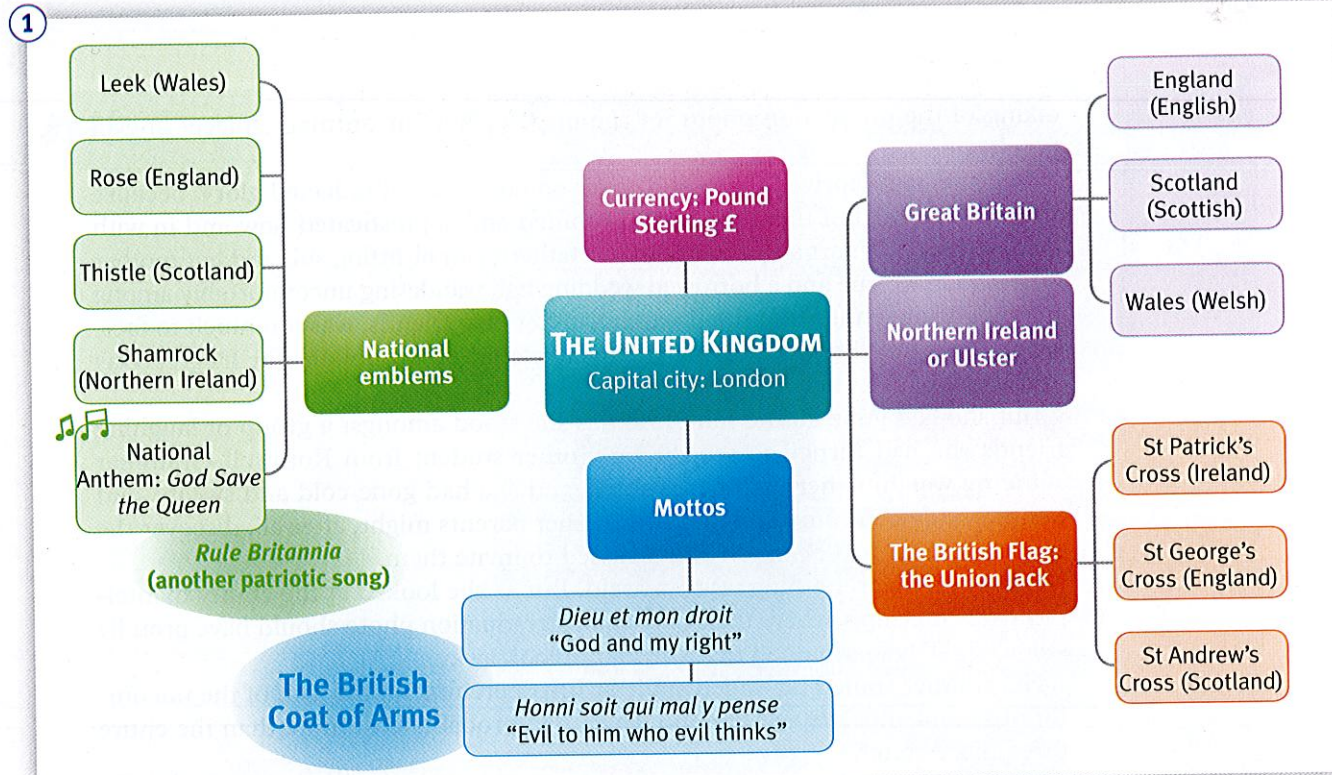 1
Leek (Wales)
Rose (England)
Thistle (Scotland)
Shamrock
(Northern Ireland)
National
Anthem: God Save
the Queen
Rule Britannia
(another patriotic song)
National
emblems
Currency: Pound
Sterling £
THE UNITED KINGDOM
Capital city: London
Mottos
Dieu et mon droit
“God and my right”
Honni soit qui mal y pense
“Evil to him who evil thinks”
The British
Coat of Arms
Great Britain
Northern Ireland
or Ulster
England
(English)
Scotland
(Scottish)
Wales (Welsh)
The British Flag:
the Union Jack
St Patrick’s
Cross (Ireland)
St George’s
Cross (England)
St Andrew’s
Cross (Scotland)